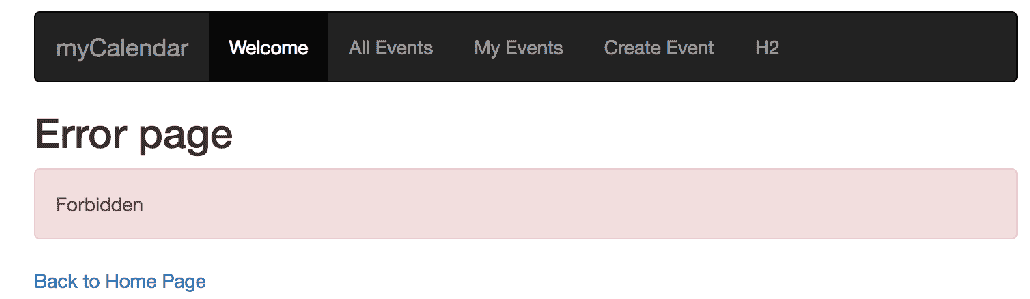 myCalendar Welcome All Events My Events Create Event H2
Error page
Forbidden
Back to Home Page